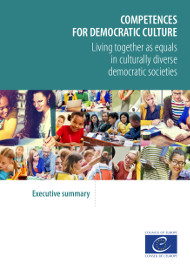 COMPETENCES
FOR DEMOCRATIC CULTURE
Living together as equals
in culturally diverse
democratic societies
Executive summary
COUNCIL OF EUROPE
CONSEIL DE L'EUROPE